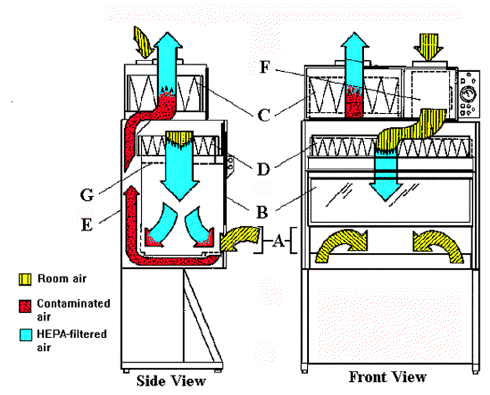 F
C
D
G
E
B
A
Room air
Contaminated
air
HEPA-filtered
air
Side View
Front View